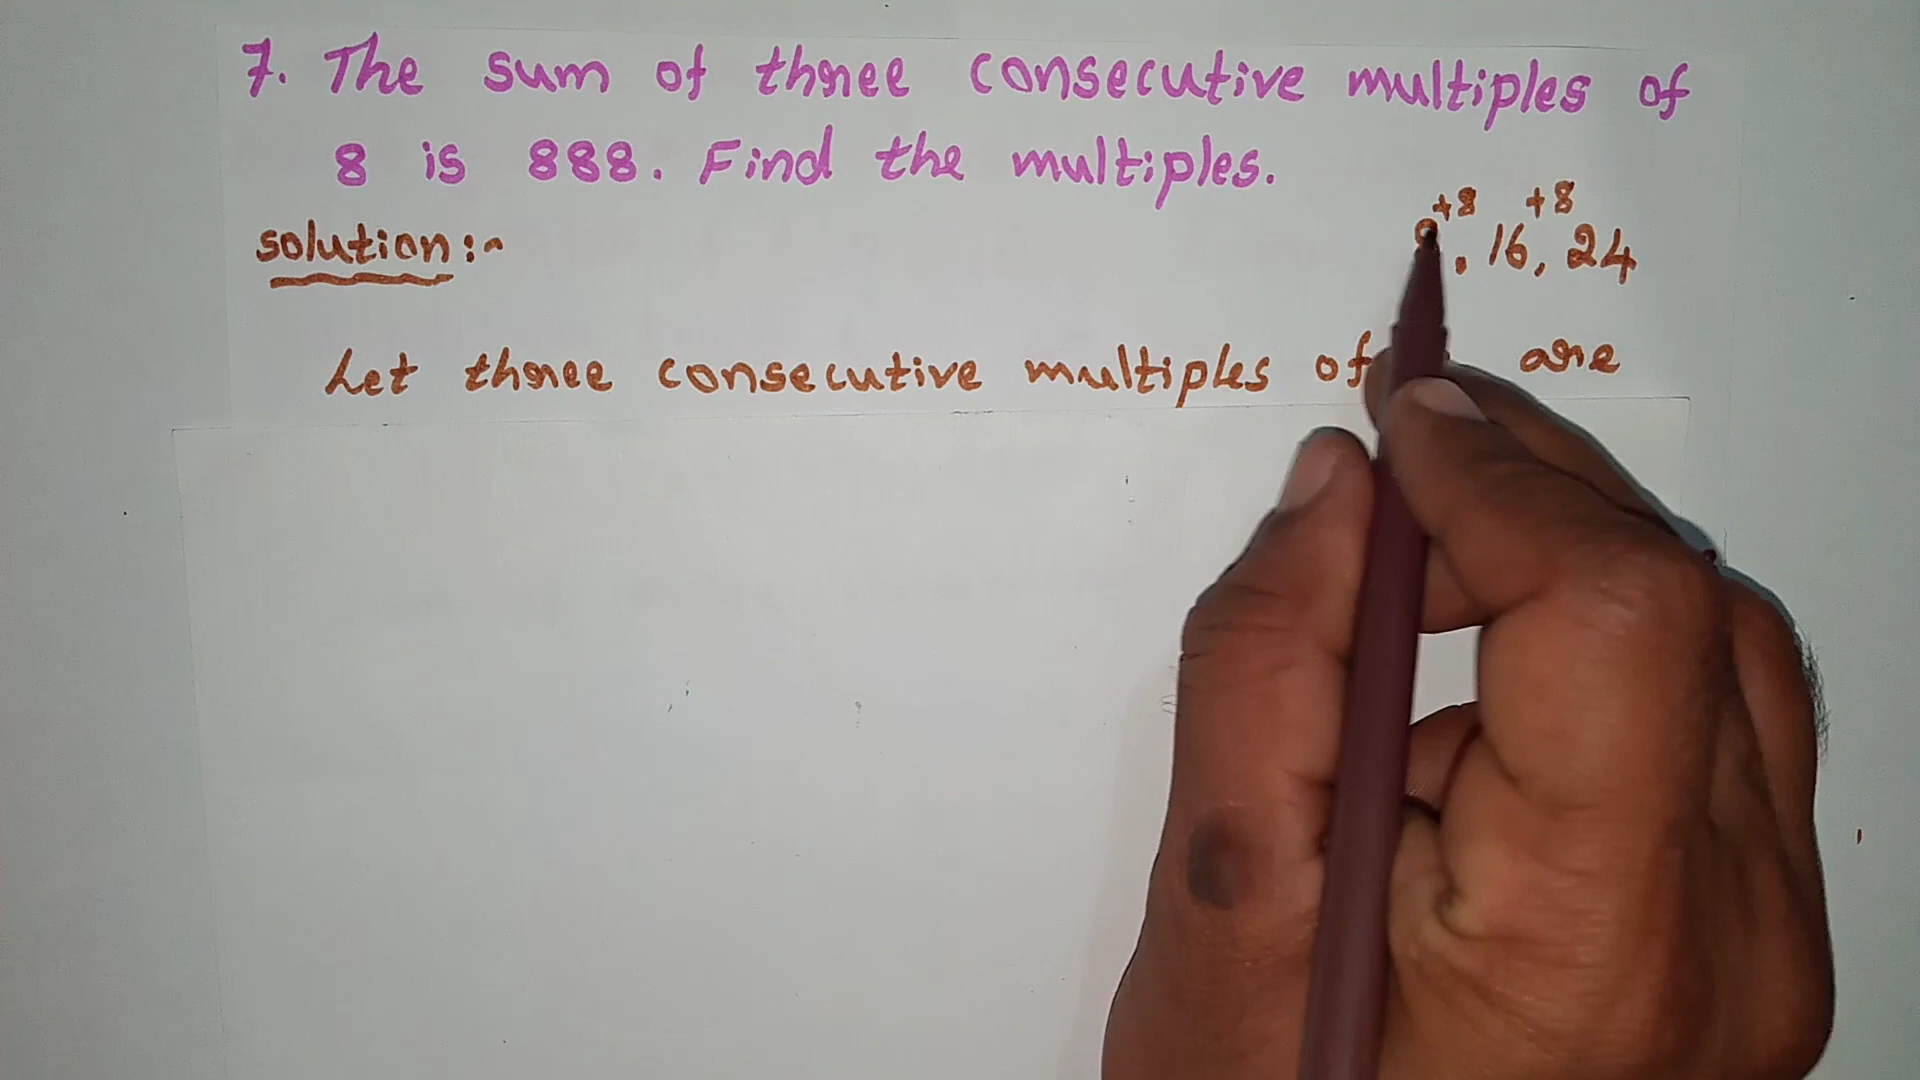 7. The sum of three consecutive multiples of
8 is 888. Find the multiples.
+8 +8
solution:-
8, 16, 24
Let three consecutive multiples of are